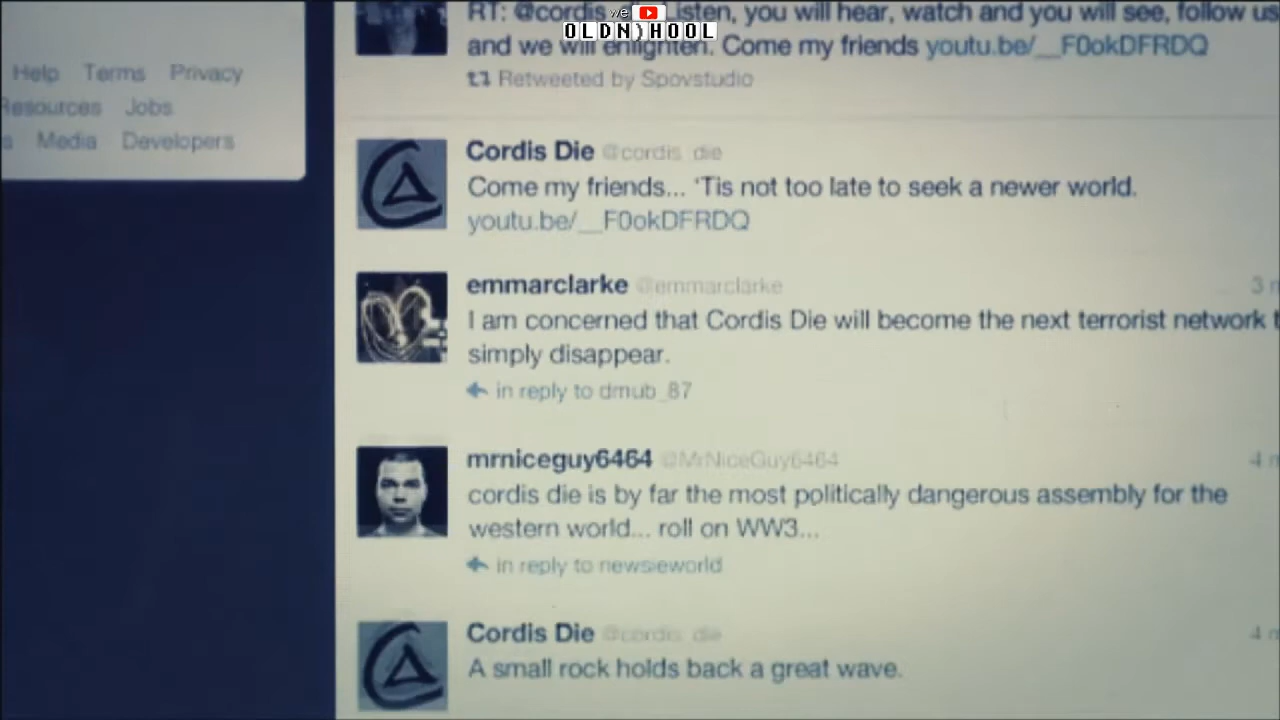 we
OLDN)HOOL
RT: @cordis listen, you will hear, watch and you will see, follow us
and we will enlighten. Come my friends youtu.be/__F0okDFRDQ
Retweeted by Spovstudio
Help Terms Privacy
Resources Jobs
s Media Developers
Cordis Die @cordis_die
Come my friends... 'Tis not too late to seek a newer world.
youtu.be/__F0okDFRDQ
emmarclarke @emmarclarke 3
I am concerned that Cordis Die will become the next terrorist network
simply disappear.
in reply to dmub_87
mrniceguy6464 @MrNiceGuy6464 4
cordis die is by far the most politically dangerous assembly for the
western world... roll on WW3...
in reply to newsieworld
Cordis Die @cordis_die 4
A small rock holds back a great wave.